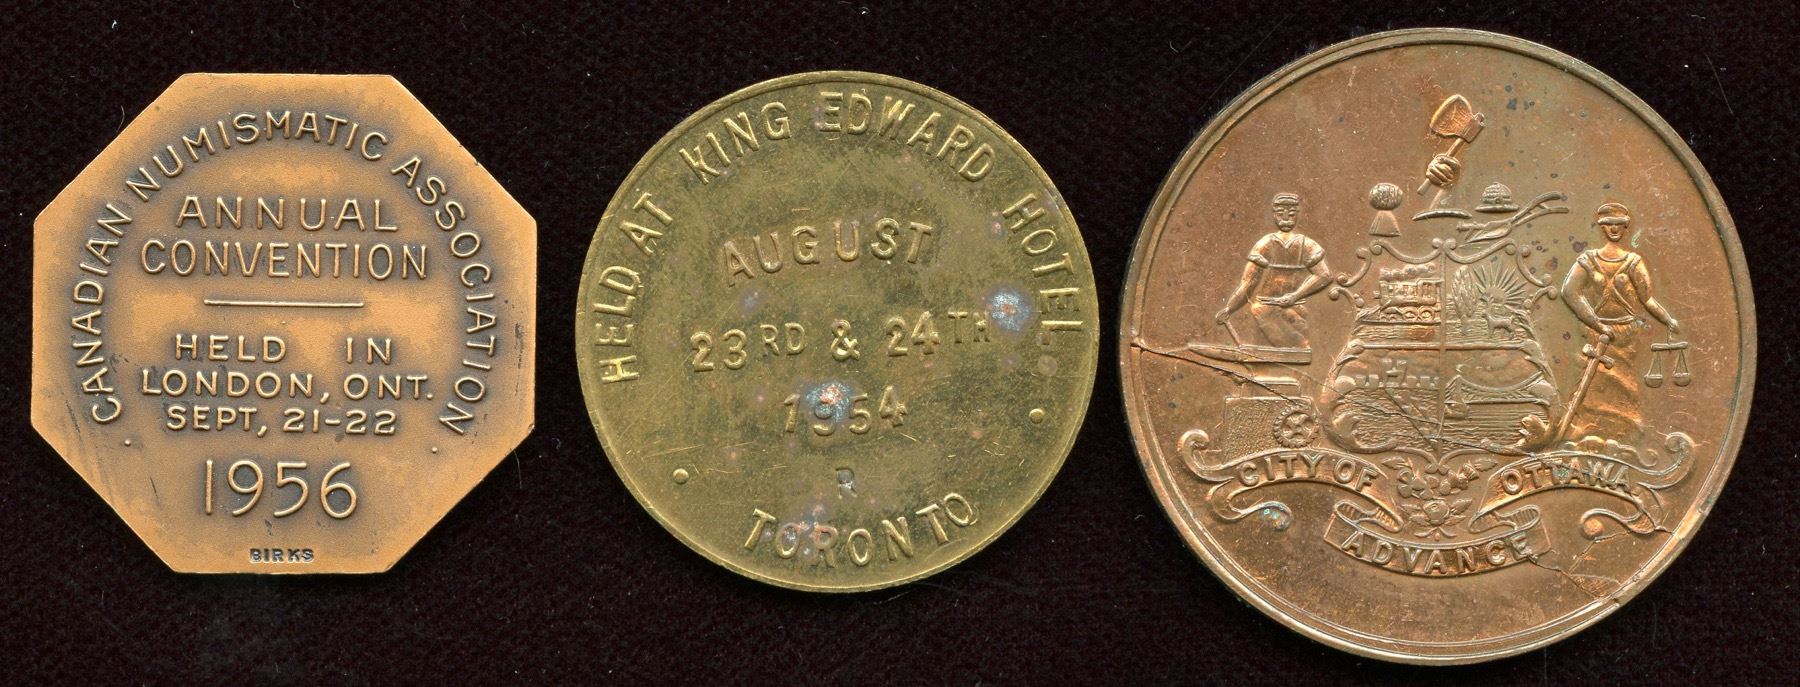 CANADIAN NUMISMATIC ASSOCIATION
ANNUAL
CONVENTION
HELD IN
LONDON, ONT.
SEPT, 21-22
1956
BIRKS
HELD AT KING EDWARD HOTEL
AUGUST
23RD & 24TH
1954
R
TORONTO
CITY OF OTTAWA
ADVANCE